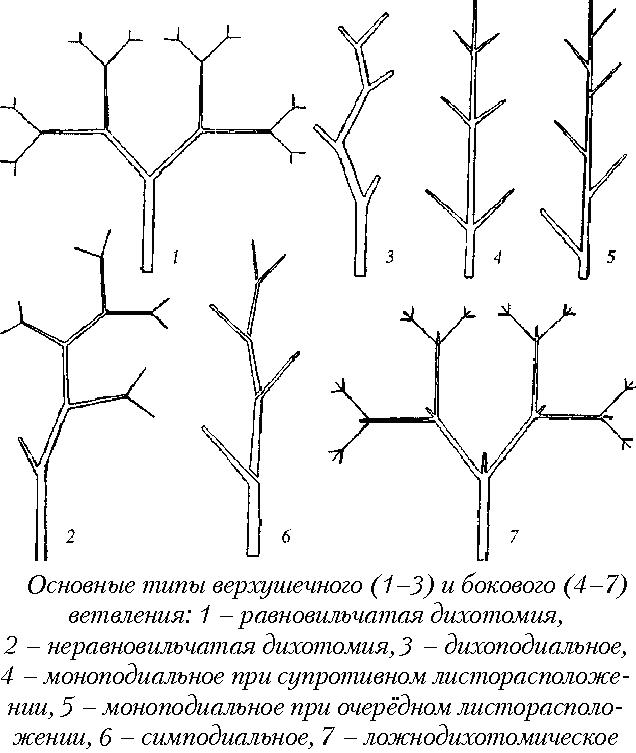 1
3
4
5
2
6
7
Основные типы верхушечного (1–3) и бокового (4–7)
ветвления: 1 – равновильчатая дихотомия,
2 – неравновильчатая дихотомия, 3 – дихоподиальное,
4 – моноподиальное при супротивном листорасположе-
нии, 5 – моноподиальное при очерёдном листораспо­ло-
жении, 6 – симподиальное, 7 – ложнодихотомическое